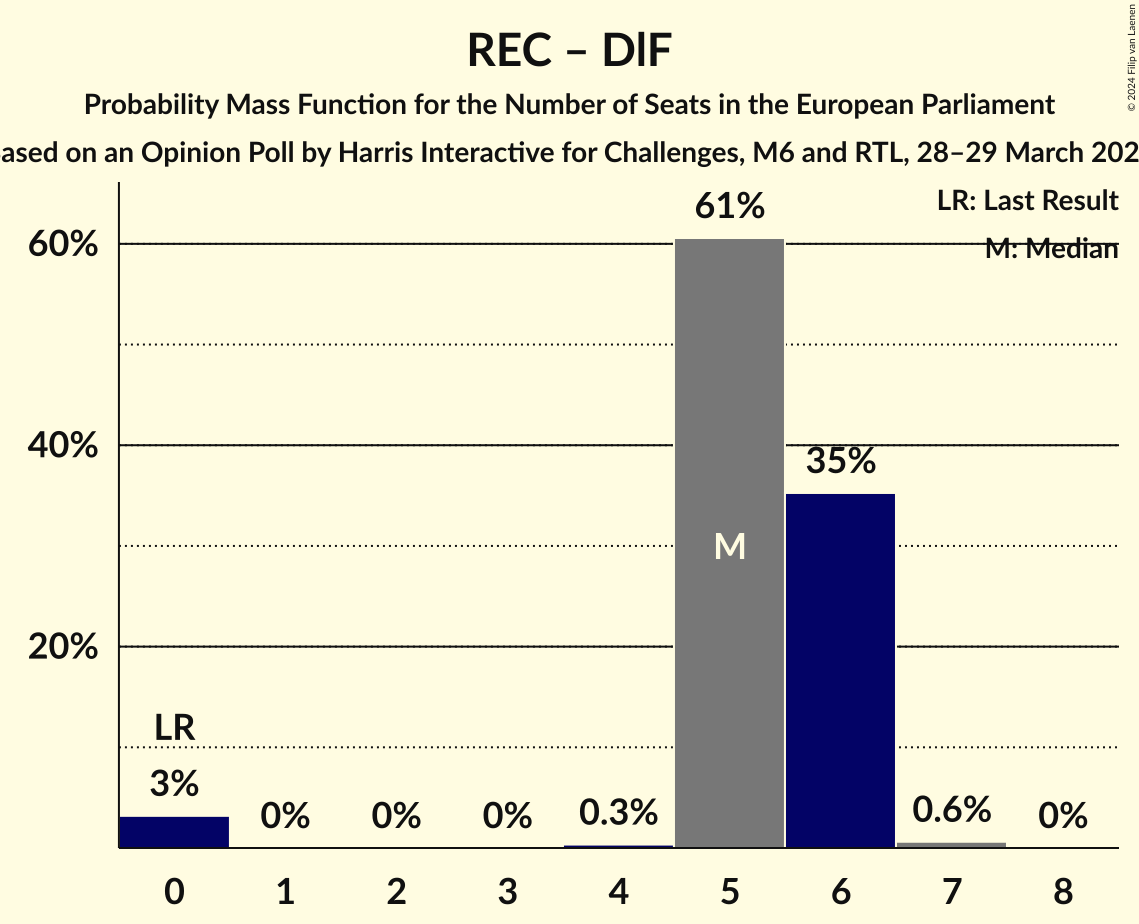 REC – DlF
Probability Mass Function for the Number of Seats in the European Parliament
ased on an Opinion Poll by Harris Interactive for Challenges, M6 and RTL, 28–29 March 202
© 2024 Filip van Laenen
LR: Last Result
M: Median
60%
40%
20%
61%
35%
M
LR
3%
0%
0%
0%
0.3%
0.6%
0%
0 1 2 3 4 5 6 7 8